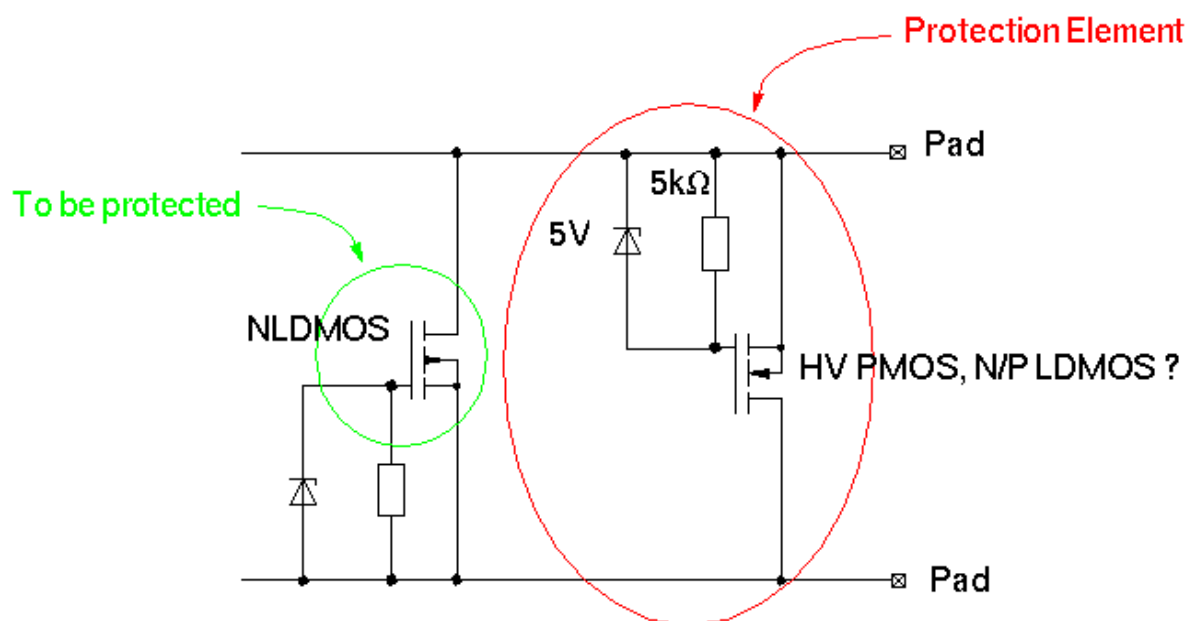 Protection Element
Pad
5kΩ
To be protected
5V
NLDMOS
HV PMOS, N/P LDMOS ?
Pad